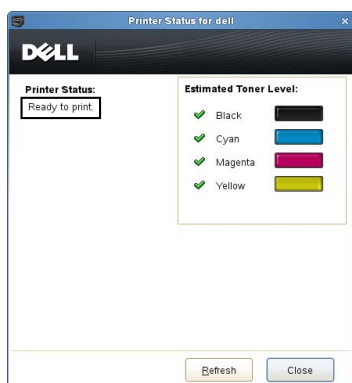 Printer Status for dell
DELL
Printer Status:
Ready to print.
Estimated Toner Level:
Black
Cyan
Magenta
Yellow
Refresh
Close